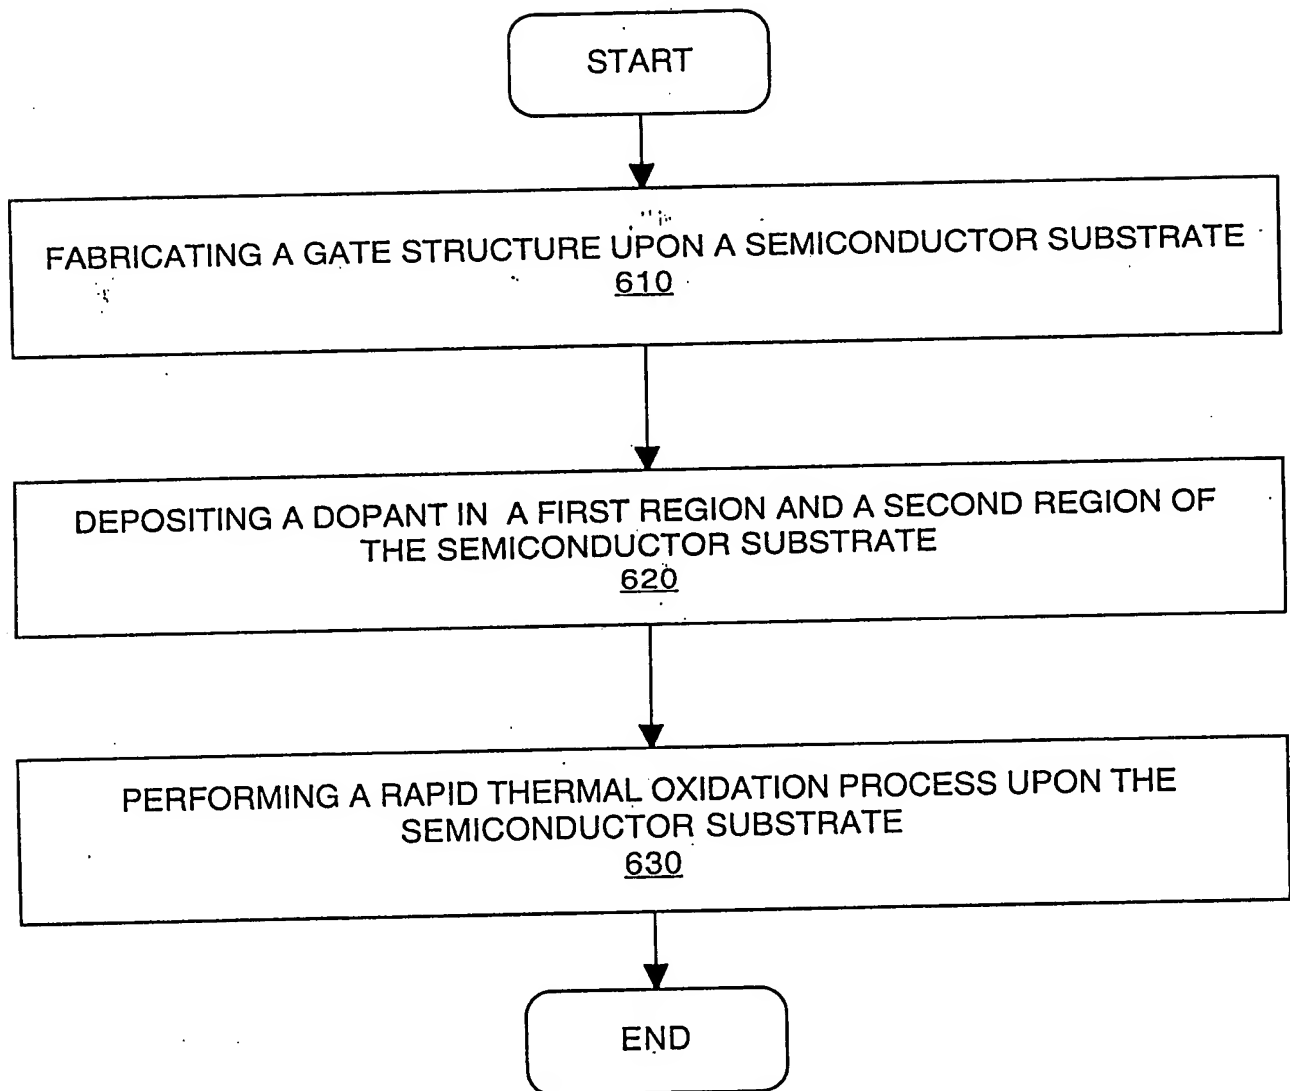 START
FABRICATING A GATE STRUCTURE UPON A SEMICONDUCTOR SUBSTRATE
610
DEPOSITING A DOPANT IN A FIRST REGION AND A SECOND REGION OF
THE SEMICONDUCTOR SUBSTRATE
620
PERFORMING A RAPID THERMAL OXIDATION PROCESS UPON THE
SEMICONDUCTOR SUBSTRATE
630
END